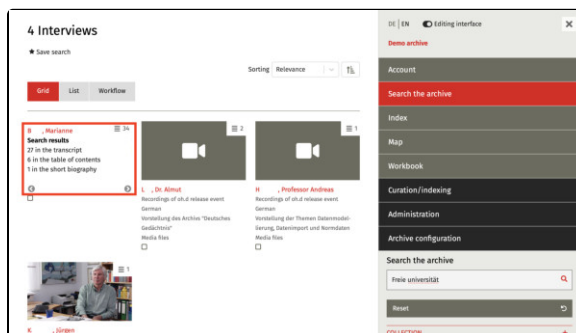 4 Interviews
★ Save search
Sorting Relevance
Grid List Workflow
B , Marianne 34
Search results
27 in the transcript
6 in the table of contents
1 in the short biography
2
L , Dr. Almut
Recordings of oh.d release event
German
Vorstellung des Archivs "Deutsches
Gedächtnis"
Media files
1
H , Professor Andreas
Recordings of oh.d release event
German
Vorstellung der Themen Datenmodel-
lierung, Datenimport und Normdaten
Media files
1
K , Jürgen
DE | EN Editing interface
Demo archive
Account
Search the archive
Index
Map
Workbook
Curation/indexing
Administration
Archive configuration
Search the archive
Freie universität
Reset
COLLECTION +